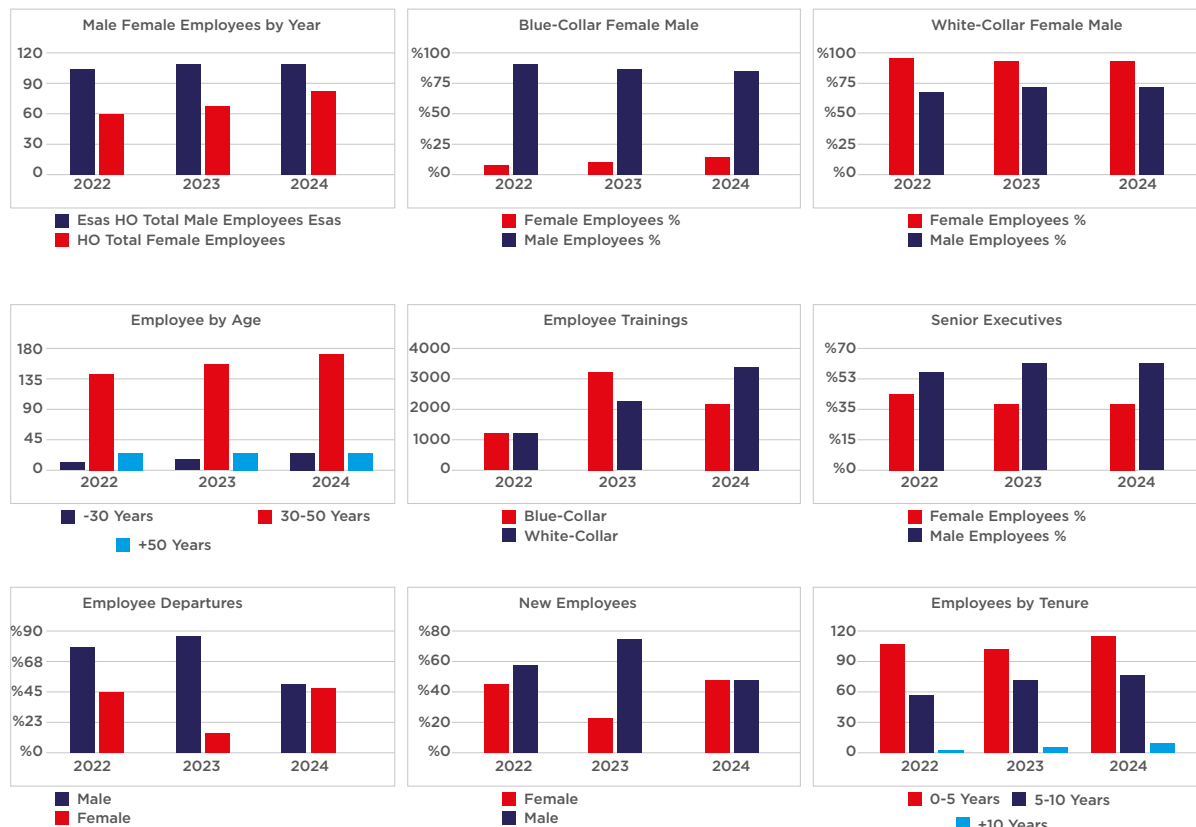 Male Female Employees by Year
120
90
60
30
0
2022 2023 2024
Esas HO Total Male Employees Esas
HO Total Female Employees
Blue-Collar Female Male
%100
%75
%50
%25
%0
2022 2023 2024
Female Employees %
Male Employees %
White-Collar Female Male
%100
%75
%50
%25
%0
2022 2023 2024
Female Employees %
Male Employees %
Employee by Age
180
135
90
45
0
2022 2023 2024
-30 Years 30-50 Years
+50 Years
Employee Trainings
4000
3000
2000
1000
0
2022 2023 2024
Blue-Collar
White-Collar
Senior Executives
%70
%53
%35
%15
%0
2022 2023 2024
Female Employees %
Male Employees %
Employee Departures
%90
%68
%45
%23
%0
2022 2023 2024
Male
Female
New Employees
%80
%60
%40
%20
%0
2022 2023 2024
Female
Male
Employees by Tenure
120
90
60
30
0
2022 2023 2024
0-5 Years 5-10 Years
+10 Years